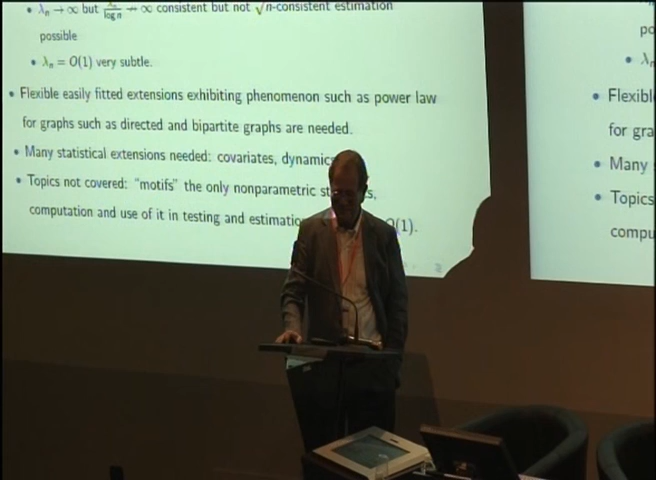 • λₙ → ∞ but λₙ/log n ↛ ∞ consistent but not √n-consistent estimation
possible
• λₙ = O(1) very subtle.
• Flexible easily fitted extensions exhibiting phenomenon such as power law
for graphs such as directed and bipartite graphs are needed.
• Many statistical extensions needed: covariates, dynamics
• Topics not covered: "motifs" the only nonparametric
computation and use of it in testing and O(1).
po
• λₙ
• Flexibl
for gra
• Many
• Topics
compu